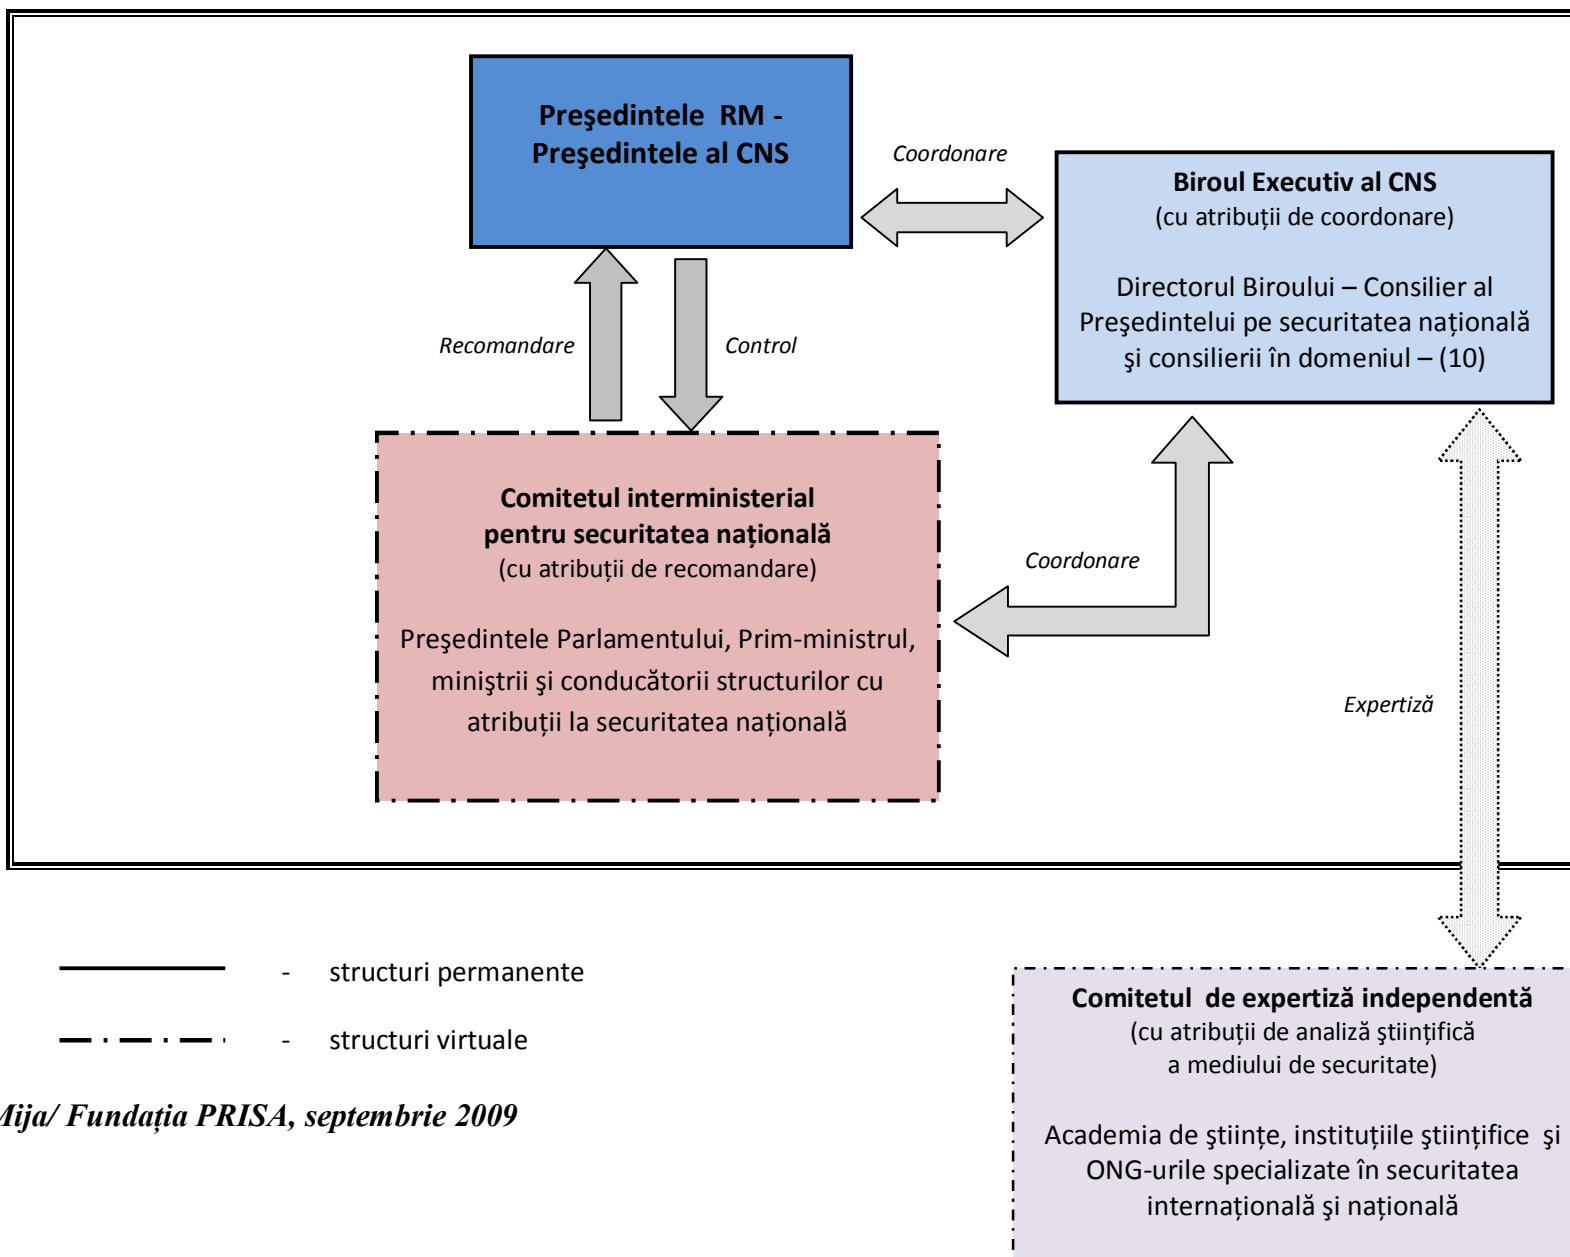 Preşedintele RM -
Preşedintele al CNS
Coordonare
Biroul Executiv al CNS
(cu atribuții de coordonare)
Directorul Biroului – Consilier al
Preşedintelui pe securitatea națională
şi consilierii în domeniul – (10)
Recomandare
Control
Comitetul interministerial
pentru securitatea națională
(cu atribuții de recomandare)
Preşedintele Parlamentului, Prim-ministrul,
miniştrii şi conducătorii structurilor cu
atribuții la securitatea națională
Coordonare
Expertiză
- structuri permanente
- structuri virtuale
Mija/ Fundația PRISA, septembrie 2009
Comitetul de expertiză independentă
(cu atribuții de analiză ştiințifică
a mediului de securitate)
Academia de ştiințe, instituțiile ştiințifice şi
ONG-urile specializate în securitatea
internațională şi națională